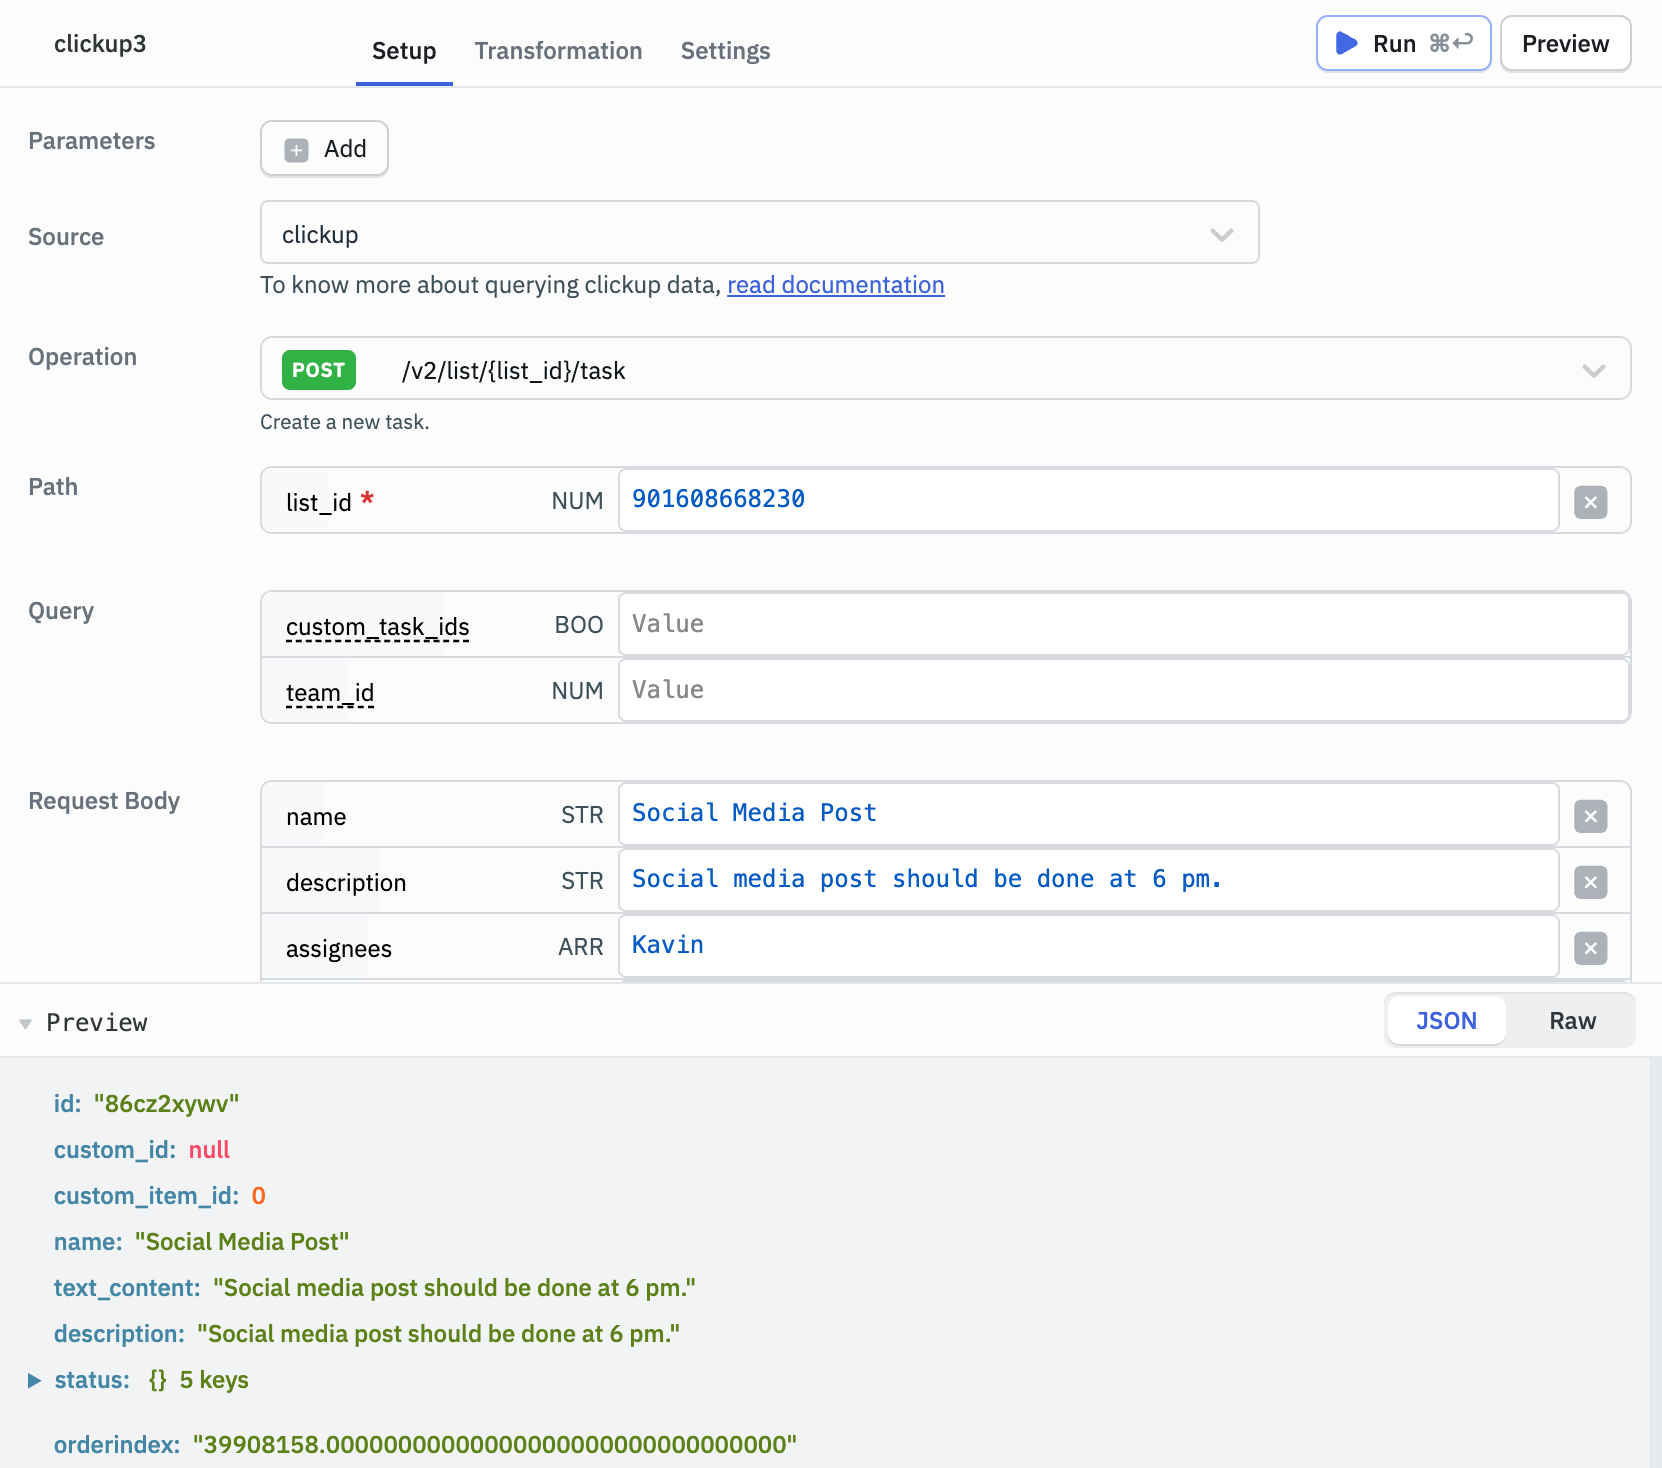 clickup3
Setup Transformation Settings
Run ⌘↩ Preview
Parameters
Add
Source
clickup
To know more about querying clickup data, read documentation
Operation
POST /v2/list/{list_id}/task
Create a new task.
Path
list_id * NUM 901608668230
Query
custom_task_ids BOO Value
team_id NUM Value
Request Body
name STR Social Media Post
description STR Social media post should be done at 6 pm.
assignees ARR Kavin
Preview
JSON Raw
id: "86cz2xywv"
custom_id: null
custom_item_id: 0
name: "Social Media Post"
text_content: "Social media post should be done at 6 pm."
description: "Social media post should be done at 6 pm."
status: {} 5 keys
orderindex: "39908158.00000000000000000000000000000000"